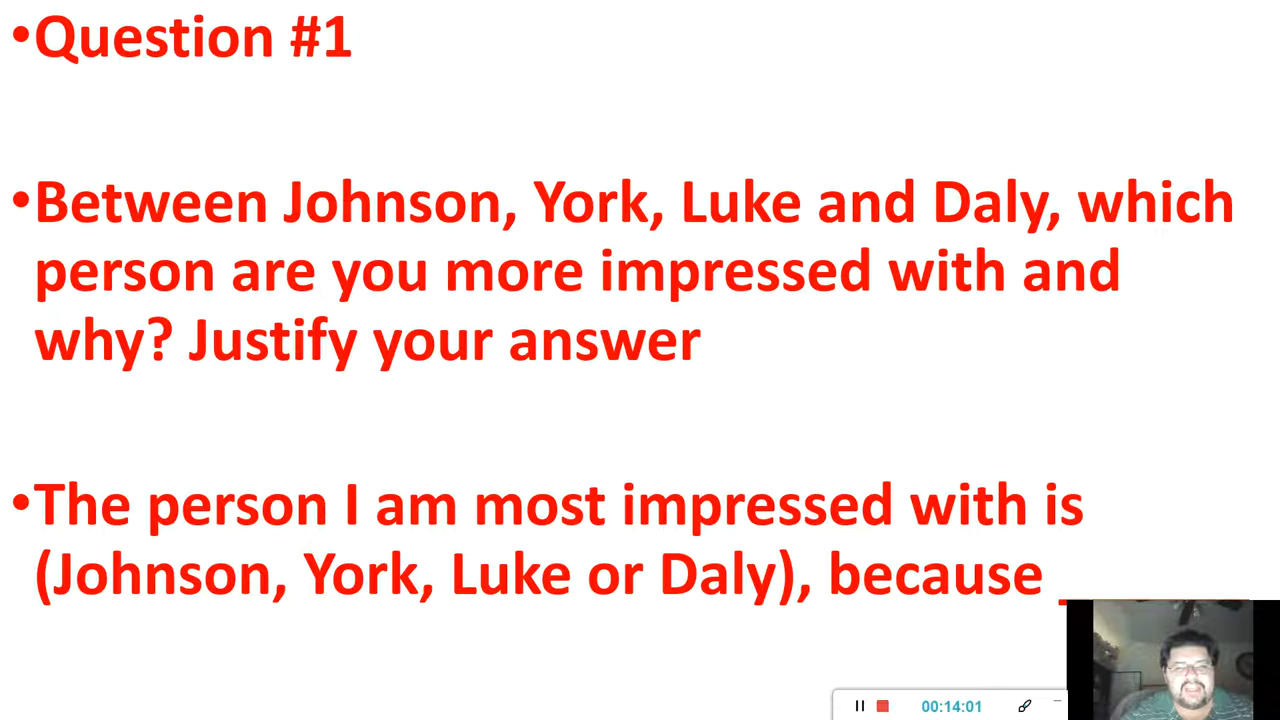 •Question #1
•Between Johnson, York, Luke and Daly, which
person are you more impressed with and
why? Justify your answer
•The person I am most impressed with is
(Johnson, York, Luke or Daly), because _
00:14:01